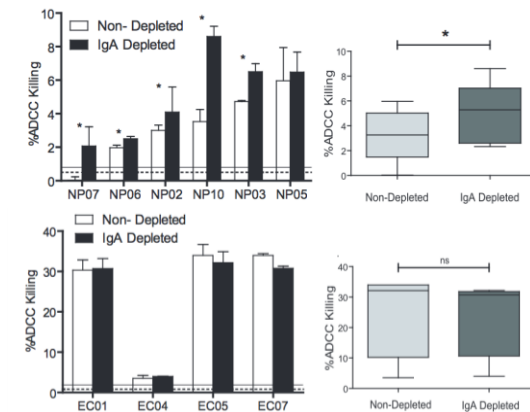 Non- Depleted
IgA Depleted
%ADCC Killing
10
8
6
4
2
0
*
*
*
*
*
NP07
NP06
NP02
NP10
NP03
NP05
*
%ADCC Killing
10
8
6
4
2
0
Non-Depleted
IgA Depleted
Non- Depleted
IgA Depleted
%ADCC Killing
40
30
20
10
0
EC01
EC04
EC05
EC07
ns
%ADCC Killing
40
30
20
10
0
Non-Depleted
IgA Depleted